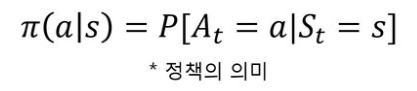 π(a|s) = P[A_t = a|S_t = s]
* 정책의 의미